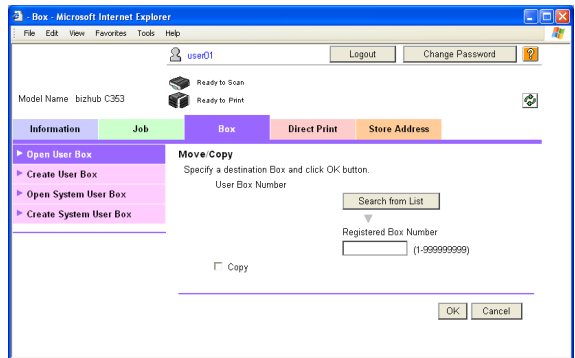 - Box - Microsoft Internet Explorer
File Edit View Favorites Tools Help
user01 Logout Change Password ?
Ready to Scan
Model Name bizhub C353 Ready to Print
Information Job Box Direct Print Store Address
Open User Box
Create User Box
Open System User Box
Create System User Box
Move/Copy
Specify a destination Box and click OK button.
User Box Number
Search from List
Registered Box Number
(1-999999999)
Copy
OK Cancel